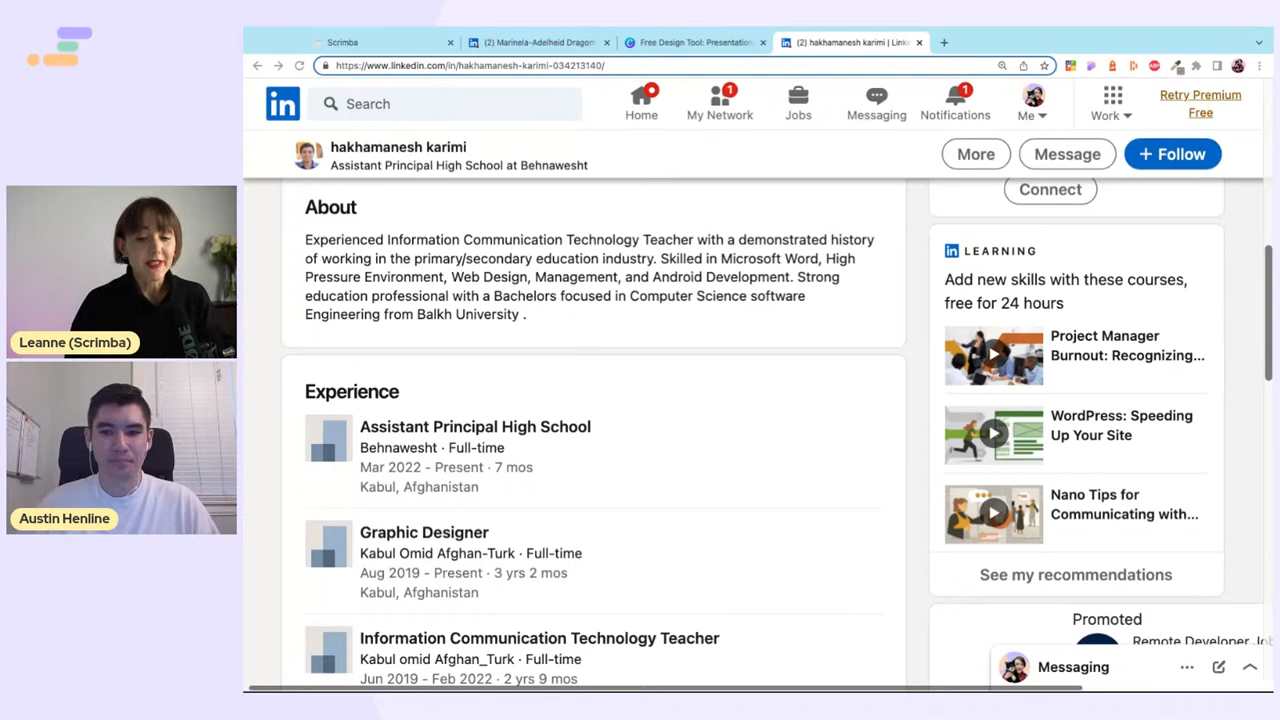 Scrimba
(2) Marinela-Adelheid Dragom
Free Design Tool: Presentation
(2) hakhamanesh karimi | Link
https://www.linkedin.com/in/hakhamanesh-karimi-034213140/
in
Search
Home
1
My Network
Jobs
Messaging
1
Notifications
Me
Work
Retry Premium
Free
hakhamanesh karimi
Assistant Principal High School at Behnawesht
More
Message
+ Follow
About
Experienced Information Communication Technology Teacher with a demonstrated history
of working in the primary/secondary education industry. Skilled in Microsoft Word, High
Pressure Environment, Web Design, Management, and Android Development. Strong
education professional with a Bachelors focused in Computer Science software
Engineering from Balkh University .
Experience
Assistant Principal High School
Behnawesht · Full-time
Mar 2022 - Present · 7 mos
Kabul, Afghanistan
Graphic Designer
Kabul Omid Afghan-Turk · Full-time
Aug 2019 - Present · 3 yrs 2 mos
Kabul, Afghanistan
Information Communication Technology Teacher
Kabul omid Afghan_Turk · Full-time
Jun 2019 - Feb 2022 · 2 yrs 9 mos
Connect
in LEARNING
Add new skills with these courses,
free for 24 hours
Project Manager
Burnout: Recognizing...
WordPress: Speeding
Up Your Site
Nano Tips for
Communicating with...
See my recommendations
Promoted
Remote Developer Job
Messaging
Leanne (Scrimba)
Austin Henline